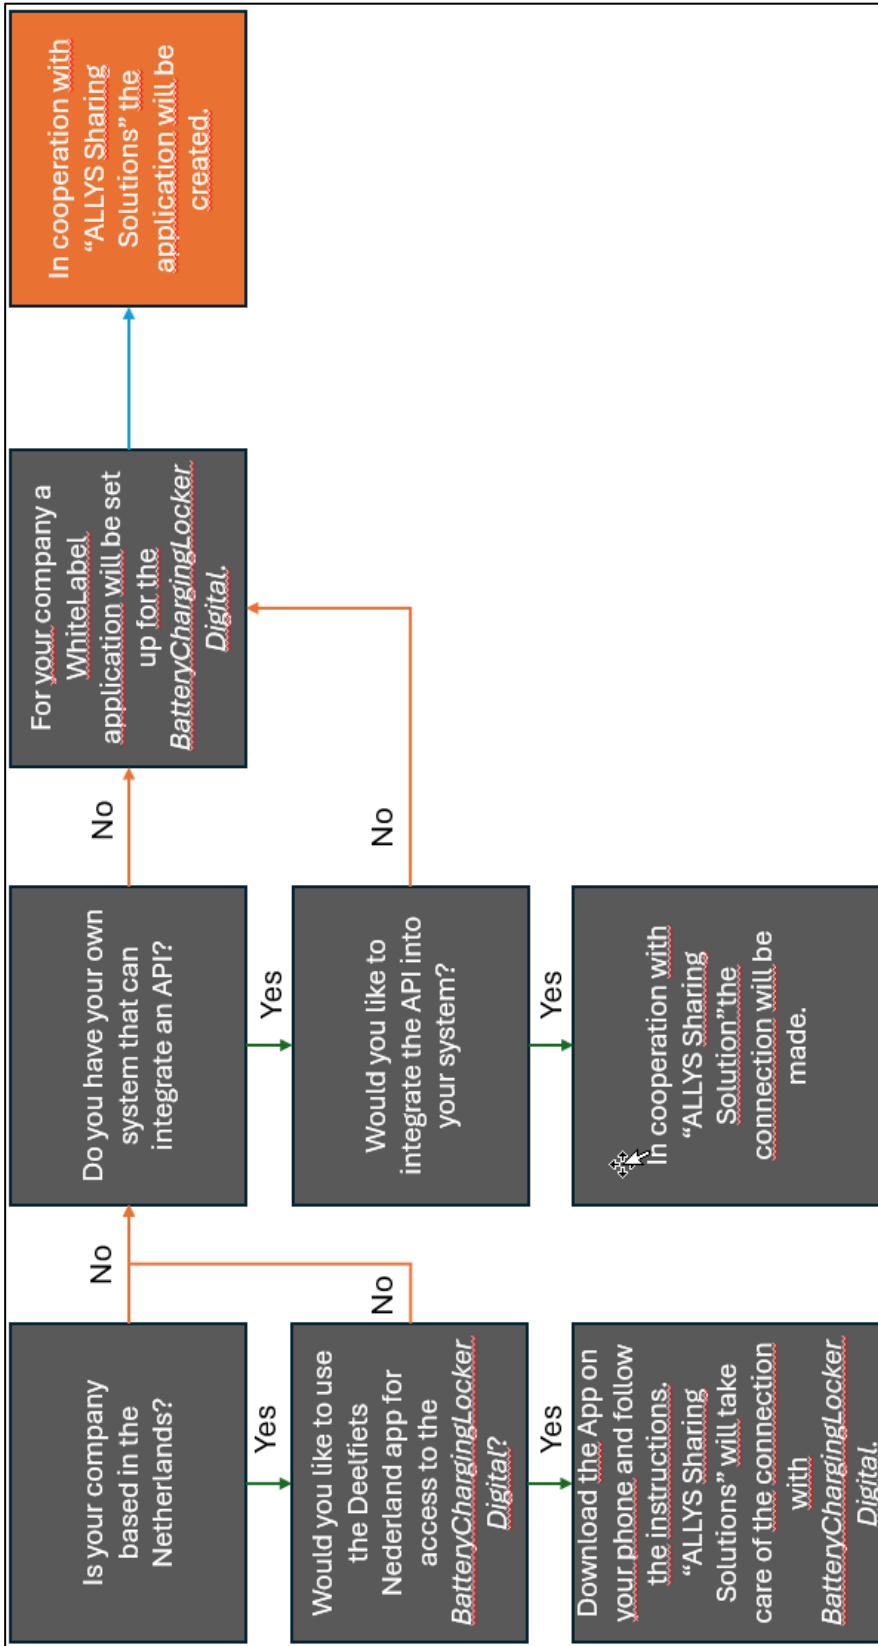 Is your company
based in the
Netherlands?
No
Yes
Would you like to use
the Deelfiets
Nederland app for
access to the
BatteryChargingLocker
Digital?
No
Yes
Download the App on
your phone and follow
the instructions.
“ALLYS Sharing
Solutions” will take
care of the connection
with
BatteryChargingLocker
Digital.
Do you have your own
system that can
integrate an API?
No
Yes
Would you like to
integrate the API into
your system?
No
Yes
In cooperation with
“ALLYS Sharing
Solution”the
connection will be
made.
For your company a
WhiteLabel
application will be set
up for the
BatteryChargingLocker
Digital.
In cooperation with
“ALLYS Sharing
Solutions” the
application will be
created.